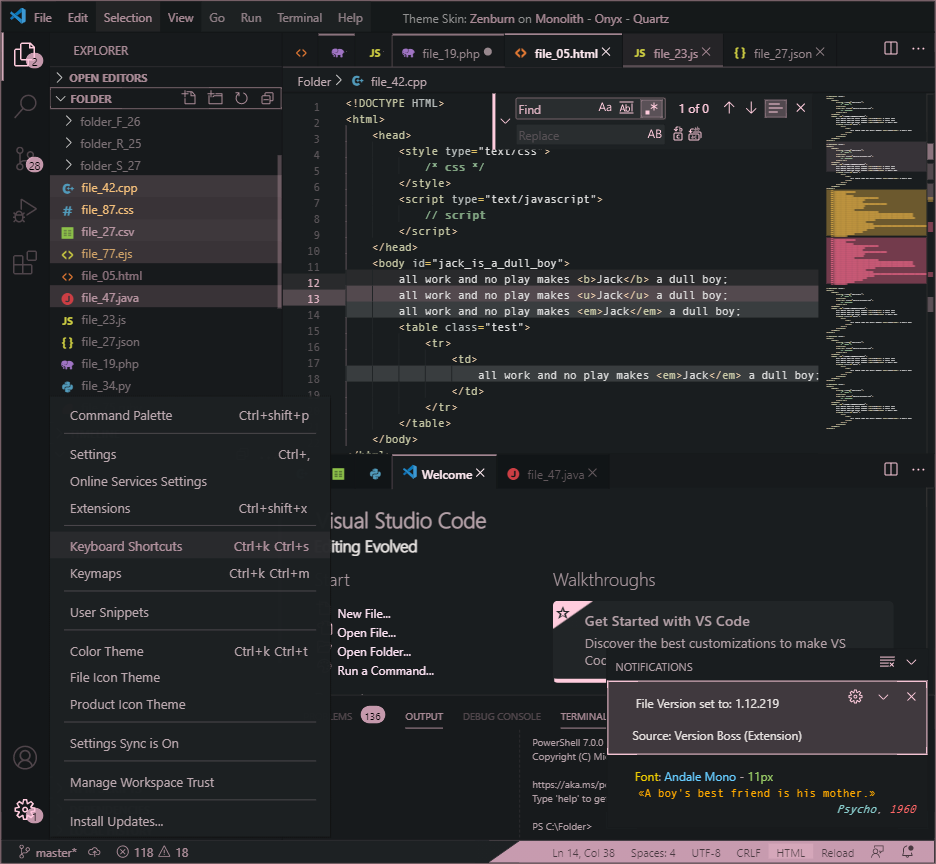 File Edit Selection View Go Run Terminal Help Theme Skin: Zenburn on Monolith - Onyx - Quartz
2
EXPLORER
JS file_19.php file_05.html JS file_23.js {} file_27.json
OPEN EDITORS
Folder file_42.cpp
FOLDER
folder_F_26
folder_R_25
folder_S_27
28
file_42.cpp
# file_87.css
file_27.csv
file_77.ejs
file_05.html
file_47.java
JS file_23.js
{} file_27.json
file_19.php
file_34.py
Find Aa Abl .* 1 of 0
Replace AB
1 <!DOCTYPE HTML>
2 <html>
3 <head>
4 <style type="text/css">
5 /* css */
6 </style>
7 <script type="text/javascript">
8 // script
9 </script>
10 </head>
11 <body id="jack_is_a_dull_boy">
12 all work and no play makes <b>Jack</b> a dull boy;
13 all work and no play makes <u>Jack</u> a dull boy;
14 all work and no play makes <em>Jack</em> a dull boy;
15 <table class="test">
16 <tr>
17 <td>
18 all work and no play makes <em>Jack</em> a dull boy;
19 </td>
</tr>
</table>
</body>
</html>
Command Palette Ctrl+shift+p
Settings Ctrl+,
Online Services Settings
Extensions Ctrl+shift+x
Keyboard Shortcuts Ctrl+k Ctrl+s
Keymaps Ctrl+k Ctrl+m
User Snippets
Color Theme Ctrl+k Ctrl+t
File Icon Theme
Product Icon Theme
Settings Sync is On
Manage Workspace Trust
Install Updates...
1
Welcome file_47.java
isual Studio Code
iting Evolved
art
New File...
Open File...
Open Folder...
Run a Command...
Walkthroughs
Get Started with VS Code
Discover the best customizations to make VS
Coc
NOTIFICATIONS
File Version set to: 1.12.219
Source: Version Boss (Extension)
LEMS 136 OUTPUT DEBUG CONSOLE TERMINAL
PowerShell 7.0.0
Copyright (C) Mi
https://aka.ms/p
Type 'help' to ge
PS C:\Folder>
Font: Andale Mono - 11px
«A boy's best friend is his mother.»
Psycho, 1960
master* 118 18 Ln 14, Col 38 Spaces: 4 UTF-8 CRLF HTML Reload